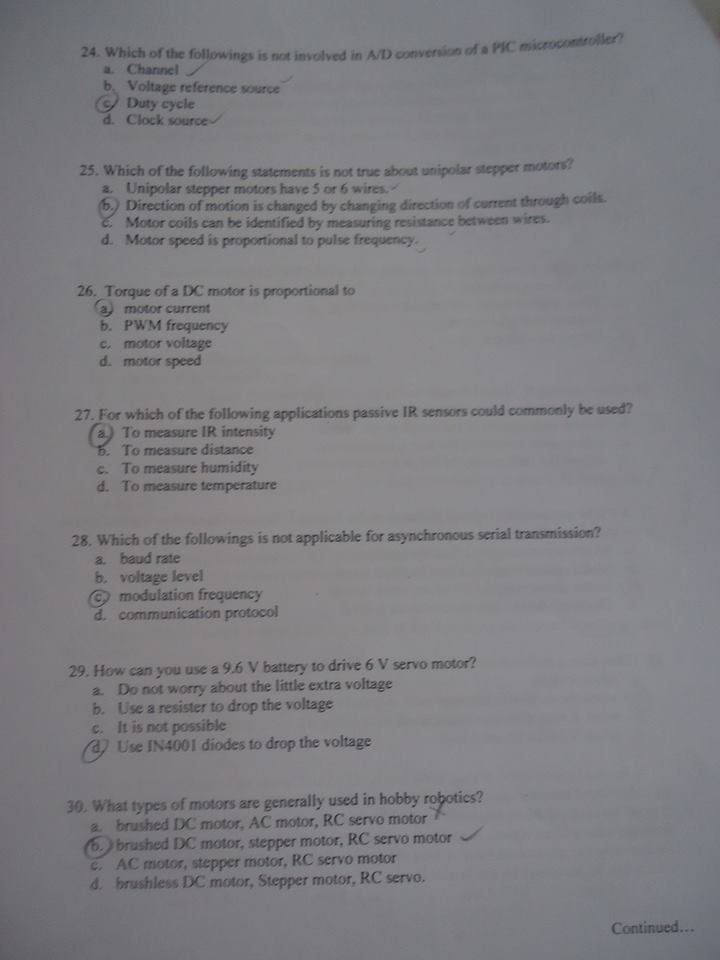 24. Which of the followings is not involved in A/D conversion of a PIC microcontroller?
a. Channel
b. Voltage reference source
c. Duty cycle
d. Clock source
25. Which of the following statements is not true about unipolar stepper motors?
a. Unipolar stepper motors have 5 or 6 wires.
b. Direction of motion is changed by changing direction of current through coils.
c. Motor coils can be identified by measuring resistance between wires.
d. Motor speed is proportional to pulse frequency.
26. Torque of a DC motor is proportional to
a. motor current
b. PWM frequency
c. motor voltage
d. motor speed
27. For which of the following applications passive IR sensors could commonly be used?
a. To measure IR intensity
b. To measure distance
c. To measure humidity
d. To measure temperature
28. Which of the followings is not applicable for asynchronous serial transmission?
a. baud rate
b. voltage level
c. modulation frequency
d. communication protocol
29. How can you use a 9.6 V battery to drive 6 V servo motor?
a. Do not worry about the little extra voltage
b. Use a resister to drop the voltage
c. It is not possible
d. Use IN4001 diodes to drop the voltage
30. What types of motors are generally used in hobby robotics?
a. brushed DC motor, AC motor, RC servo motor
b. brushed DC motor, stepper motor, RC servo motor
c. AC motor, stepper motor, RC servo motor
d. brushless DC motor, Stepper motor, RC servo.
Continued...